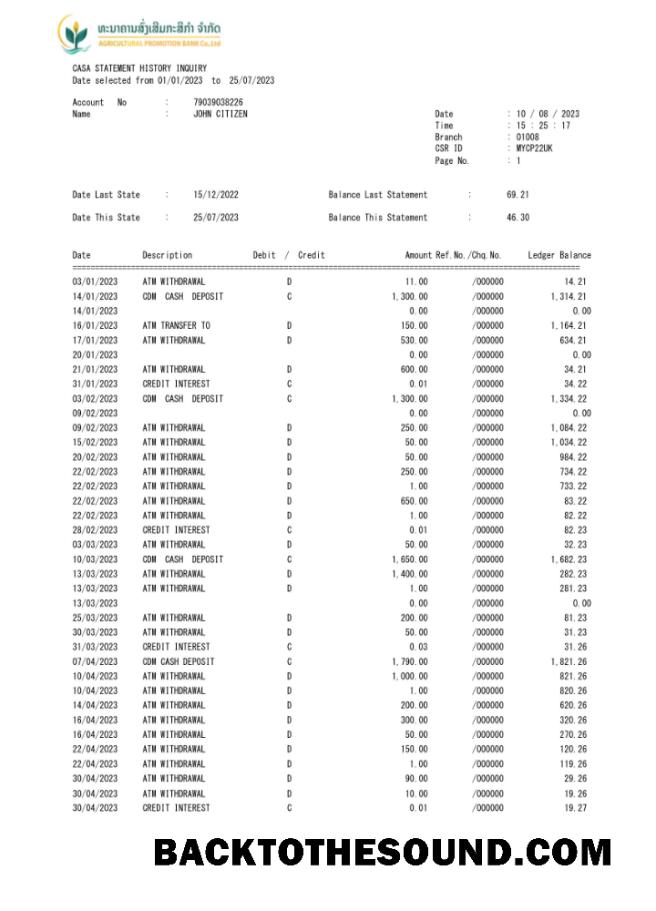 ທະນາຄານສົ່ງເສີມກະສິກຳ ຈຳກັດ
AGRICULTURAL PROMOTION BANK Co.,Ltd
CASA STATEMENT HISTORY INQUIRY
Date selected from 01/01/2023 to 25/07/2023
Account No : 79039038226
Name : JOHN CITIZEN
Date : 10 / 08 / 2023
Time : 15 : 25 : 17
Branch : 01008
CSR ID : MYCP22UK
Page No. : 1
Date Last State : 15/12/2022 Balance Last Statement : 69.21
Date This State : 25/07/2023 Balance This Statement : 46.30
Date Description Debit / Credit Amount Ref.No./Chq.No. Ledger Balance
03/01/2023 ATM WITHDRAWAL D 11.00 /000000 14.21
14/01/2023 CDM CASH DEPOSIT C 1,300.00 /000000 1,314.21
14/01/2023 0.00 /000000 0.00
16/01/2023 ATM TRANSFER TO D 150.00 /000000 1,164.21
17/01/2023 ATM WITHDRAWAL D 530.00 /000000 634.21
20/01/2023 0.00 /000000 0.00
21/01/2023 ATM WITHDRAWAL D 600.00 /000000 34.21
31/01/2023 CREDIT INTEREST C 0.01 /000000 34.22
03/02/2023 CDM CASH DEPOSIT C 1,300.00 /000000 1,334.22
09/02/2023 0.00 /000000 0.00
09/02/2023 ATM WITHDRAWAL D 250.00 /000000 1,084.22
15/02/2023 ATM WITHDRAWAL D 50.00 /000000 1,034.22
20/02/2023 ATM WITHDRAWAL D 50.00 /000000 984.22
22/02/2023 ATM WITHDRAWAL D 250.00 /000000 734.22
22/02/2023 ATM WITHDRAWAL D 1.00 /000000 733.22
22/02/2023 ATM WITHDRAWAL D 650.00 /000000 83.22
22/02/2023 ATM WITHDRAWAL D 1.00 /000000 82.22
28/02/2023 CREDIT INTEREST C 0.01 /000000 82.23
03/03/2023 ATM WITHDRAWAL D 50.00 /000000 32.23
10/03/2023 CDM CASH DEPOSIT C 1,650.00 /000000 1,682.23
13/03/2023 ATM WITHDRAWAL D 1,400.00 /000000 282.23
13/03/2023 ATM WITHDRAWAL D 1.00 /000000 281.23
13/03/2023 0.00 /000000 0.00
25/03/2023 ATM WITHDRAWAL D 200.00 /000000 81.23
30/03/2023 ATM WITHDRAWAL D 50.00 /000000 31.23
31/03/2023 CREDIT INTEREST C 0.03 /000000 31.26
07/04/2023 CDM CASH DEPOSIT C 1,790.00 /000000 1,821.26
10/04/2023 ATM WITHDRAWAL D 1,000.00 /000000 821.26
10/04/2023 ATM WITHDRAWAL D 1.00 /000000 820.26
14/04/2023 ATM WITHDRAWAL D 200.00 /000000 620.26
16/04/2023 ATM WITHDRAWAL D 300.00 /000000 320.26
16/04/2023 ATM WITHDRAWAL D 50.00 /000000 270.26
22/04/2023 ATM WITHDRAWAL D 150.00 /000000 120.26
22/04/2023 ATM WITHDRAWAL D 1.00 /000000 119.26
30/04/2023 ATM WITHDRAWAL D 90.00 /000000 29.26
30/04/2023 ATM WITHDRAWAL D 10.00 /000000 19.26
30/04/2023 CREDIT INTEREST C 0.01 /000000 19.27
BACKTOTHESOUND.COM